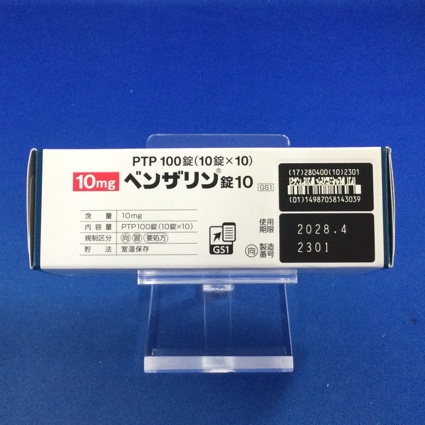 PTP 100錠(10錠×10)
10mg ベンザリン®錠10 GS1
含 量 10mg
内 容 量 PTP100錠(10錠×10)
規制区分 向 習 要処方
貯 法 室温保存
GS1
(17)280400(10)2301
(01)14987058143039
使用期限 2028.4
向 製造番号 2301